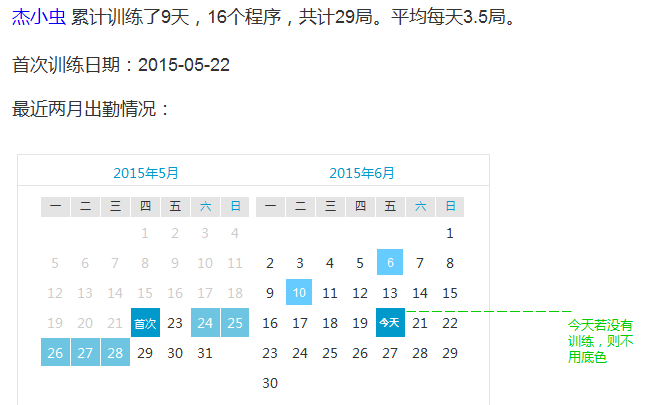 杰小虫 累计训练了9天，16个程序，共计29局。平均每天3.5局。
首次训练日期：2015-05-22
最近两月出勤情况：
2015年5月 2015年6月
一 二 三 四 五 六 日 一 二 三 四 五 六 日
1 2 3 4 1
5 6 7 8 9 10 11 2 3 4 5 6 7 8
12 13 14 15 16 17 18 9 10 11 12 13 14 15
19 20 21 首次 23 24 25 16 17 18 19 今天 21 22
26 27 28 29 30 31 23 24 25 26 27 28 29
30
今天若没有
训练，则不
用底色